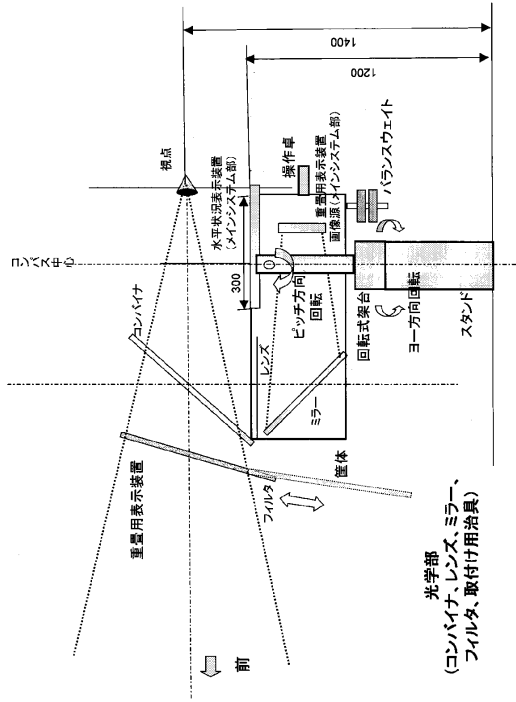 コンパス中心
視点
1400
1200
水平状況表示装置
(メインシステム部)
操作卓
重畳用表示装置
画像源(メインシステム部)
バランスウェイト
300
コンバイナ
レンズ
ピッチ方向
回転
回転式架台
ヨー方向回転
スタンド
ミラー
筐体
重畳用表示装置
フィルタ
前
光学部
(コンバイナ、レンズ、ミラー、
フィルタ、取付け用治具)